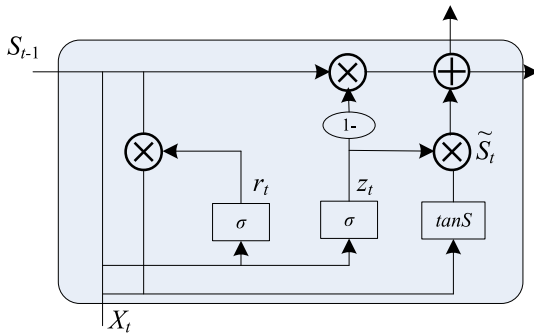 S_{t-1}
1-
S̃_t
r_t
z_t
σ
σ
tanS
X_t